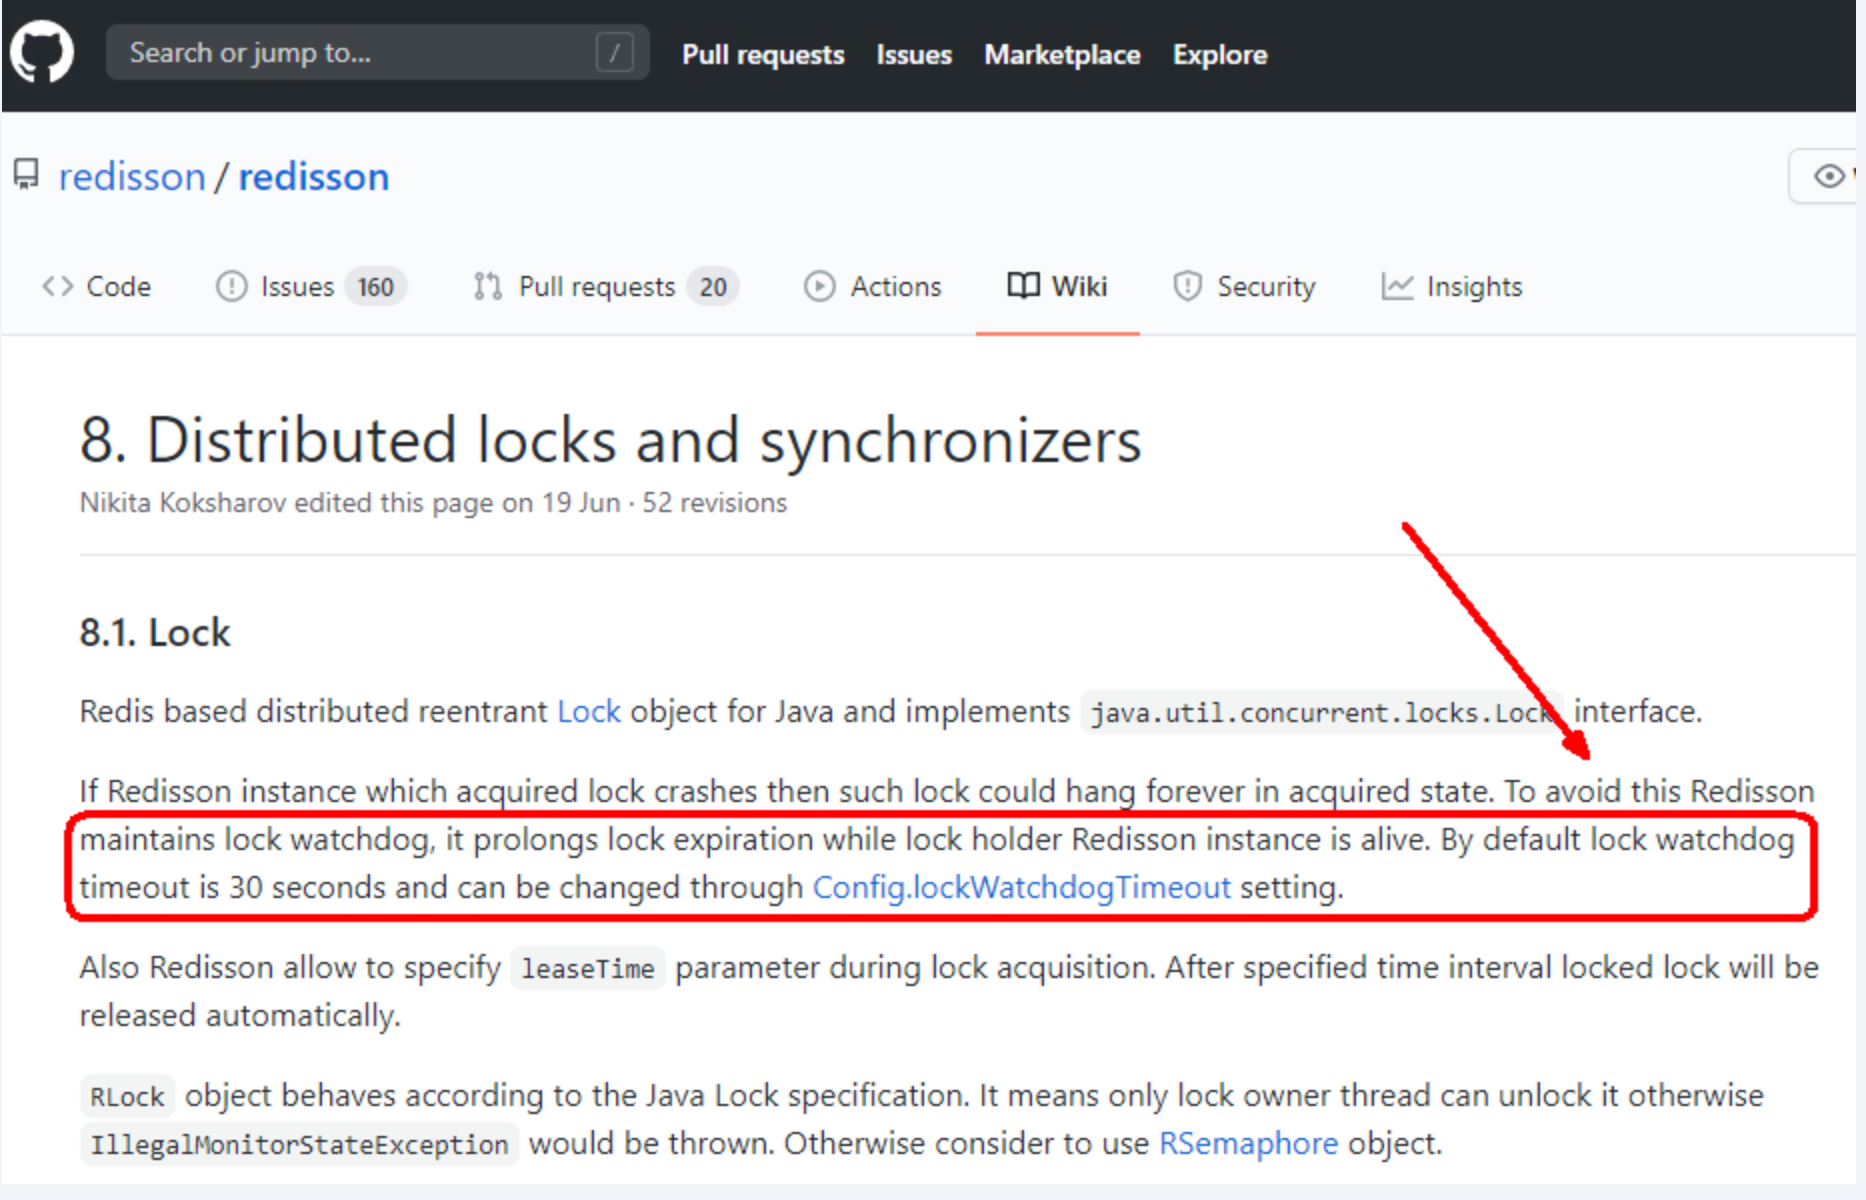 Search or jump to... / Pull requests Issues Marketplace Explore
redisson / redisson
Code Issues 160 Pull requests 20 Actions Wiki Security Insights
8. Distributed locks and synchronizers
Nikita Koksharov edited this page on 19 Jun · 52 revisions
8.1. Lock
Redis based distributed reentrant Lock object for Java and implements java.util.concurrent.locks.Lock interface.
If Redisson instance which acquired lock crashes then such lock could hang forever in acquired state. To avoid this Redisson
maintains lock watchdog, it prolongs lock expiration while lock holder Redisson instance is alive. By default lock watchdog
timeout is 30 seconds and can be changed through Config.lockWatchdogTimeout setting.
Also Redisson allow to specify leaseTime parameter during lock acquisition. After specified time interval locked lock will be
released automatically.
RLock object behaves according to the Java Lock specification. It means only lock owner thread can unlock it otherwise
IllegalMonitorStateException would be thrown. Otherwise consider to use RSemaphore object.